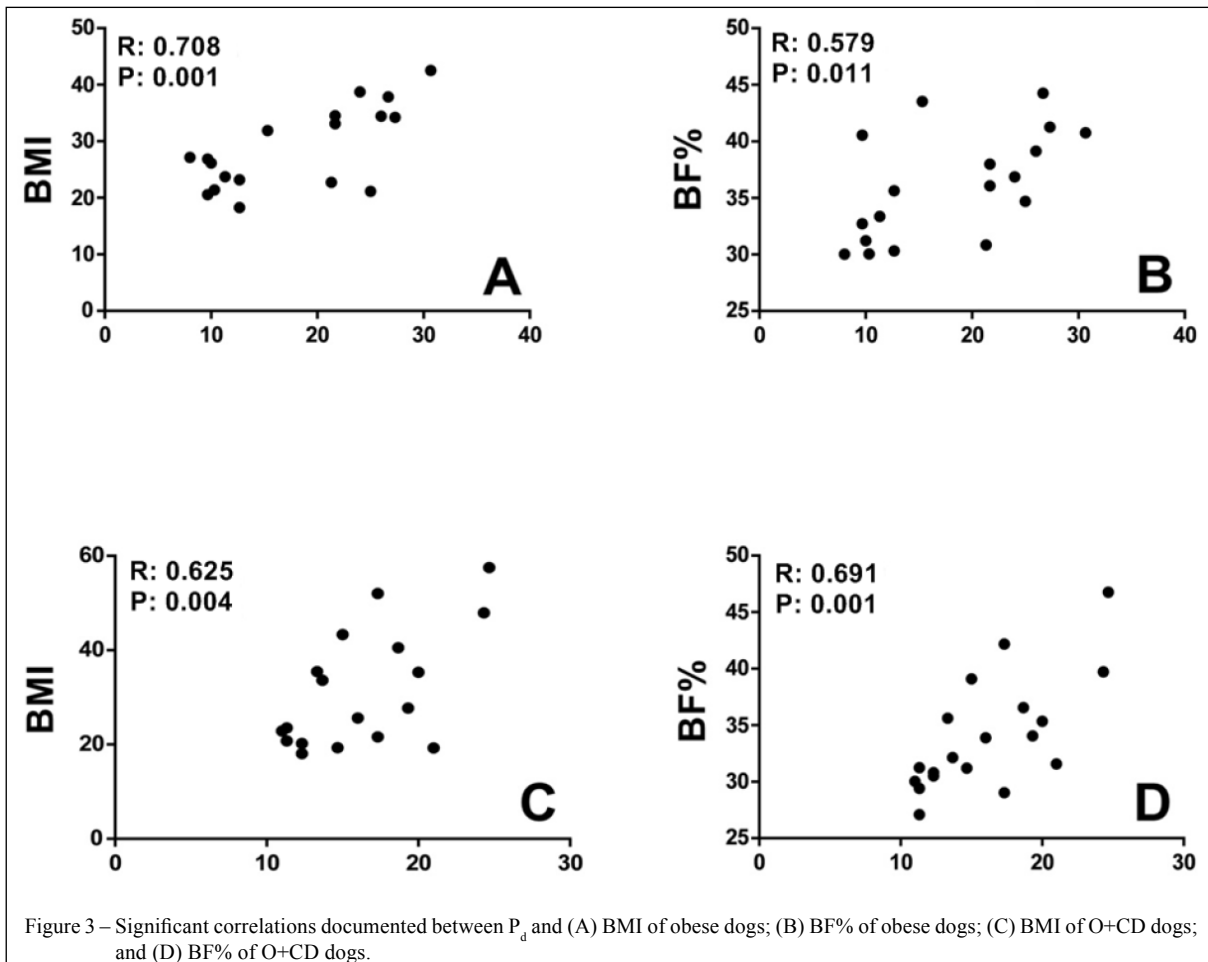 R: 0.708
P: 0.001
BMI
50
40
30
20
10
0
10
20
30
40
A
R: 0.579
P: 0.011
BF%
50
45
40
35
30
25
0
10
20
30
40
B
R: 0.625
P: 0.004
BMI
60
40
20
0
0
10
20
30
C
R: 0.691
P: 0.001
BF%
50
45
40
35
30
25
0
10
20
30
D
Figure 3 – Significant correlations documented between Pd and (A) BMI of obese dogs; (B) BF% of obese dogs; (C) BMI of O+CD dogs;
and (D) BF% of O+CD dogs.